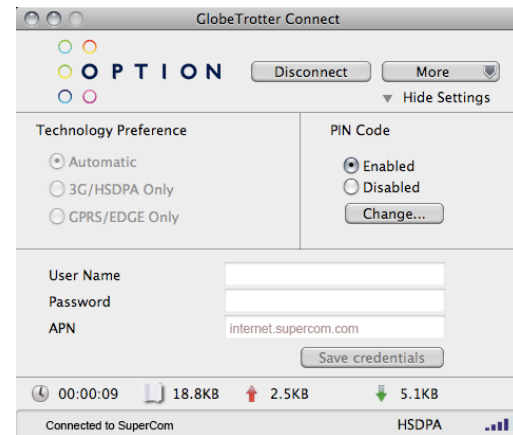 GlobeTrotter Connect
OPTION
Disconnect
More
Hide Settings
Technology Preference
Automatic
3G/HSDPA Only
GPRS/EDGE Only
PIN Code
Enabled
Disabled
Change...
User Name
Password
APN
internet.supercom.com
Save credentials
00:00:09 18.8KB 2.5KB 5.1KB
Connected to SuperCom HSDPA